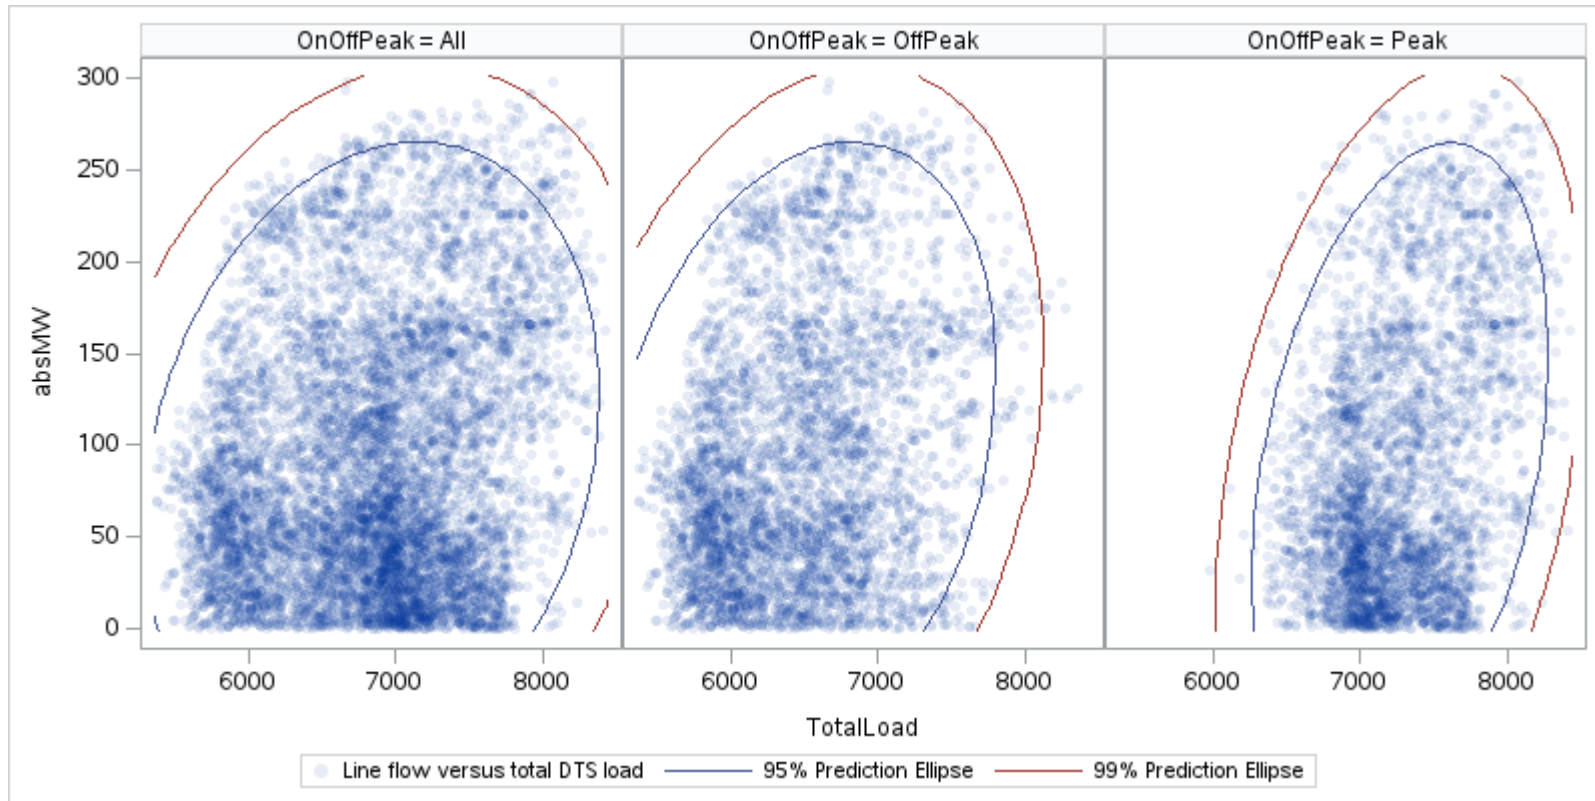 OnOffPeak = All
OnOffPeak = OffPeak
OnOffPeak = Peak
absMW
300
250
200
150
100
50
0
6000 7000 8000
6000 7000 8000
6000 7000 8000
TotalLoad
Line flow versus total DTS load
95% Prediction Ellipse
99% Prediction Ellipse